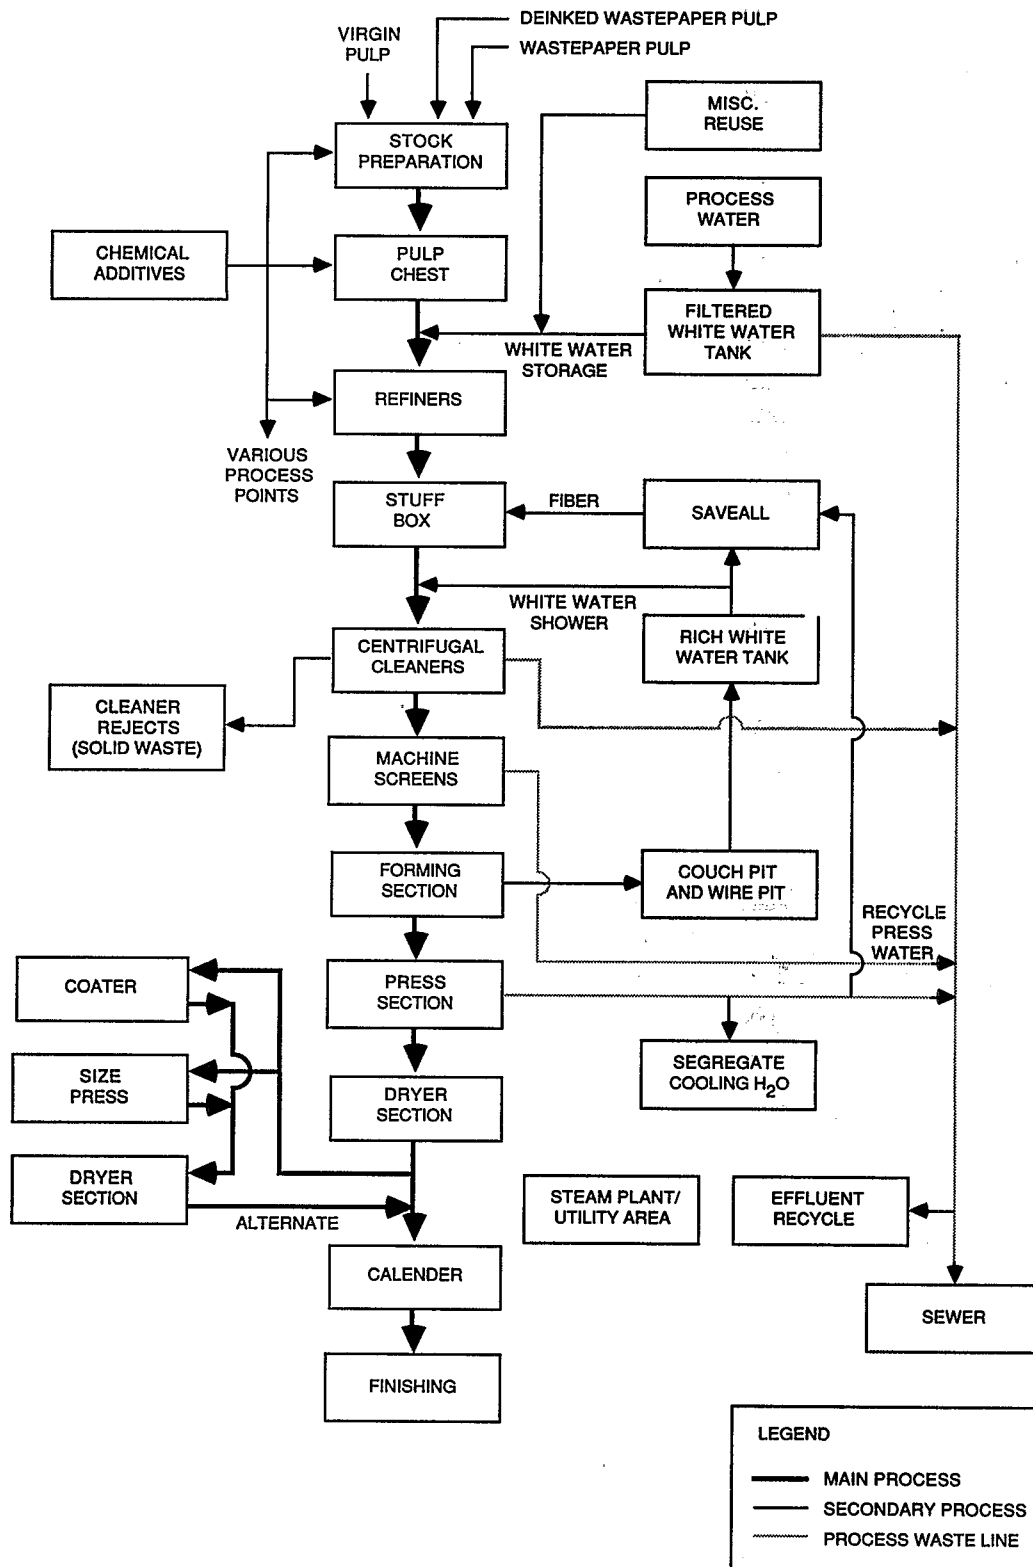 DEINKED WASTEPAPER PULP
WASTEPAPER PULP
VIRGIN
PULP
MISC.
REUSE
STOCK
PREPARATION
PROCESS
WATER
CHEMICAL
ADDITIVES
PULP
CHEST
FILTERED
WHITE WATER
TANK
WHITE WATER
STORAGE
REFINERS
VARIOUS
PROCESS
POINTS
STUFF
BOX
FIBER
SAVEALL
WHITE WATER
SHOWER
RICH WHITE
WATER TANK
CENTRIFUGAL
CLEANERS
CLEANER
REJECTS
(SOLID WASTE)
MACHINE
SCREENS
FORMING
SECTION
COUCH PIT
AND WIRE PIT
RECYCLE
PRESS
WATER
COATER
PRESS
SECTION
SIZE
PRESS
SEGREGATE
COOLING H2O
DRYER
SECTION
DRYER
SECTION
ALTERNATE
STEAM PLANT/
UTILITY AREA
EFFLUENT
RECYCLE
CALENDER
SEWER
FINISHING
LEGEND
MAIN PROCESS
SECONDARY PROCESS
PROCESS WASTE LINE